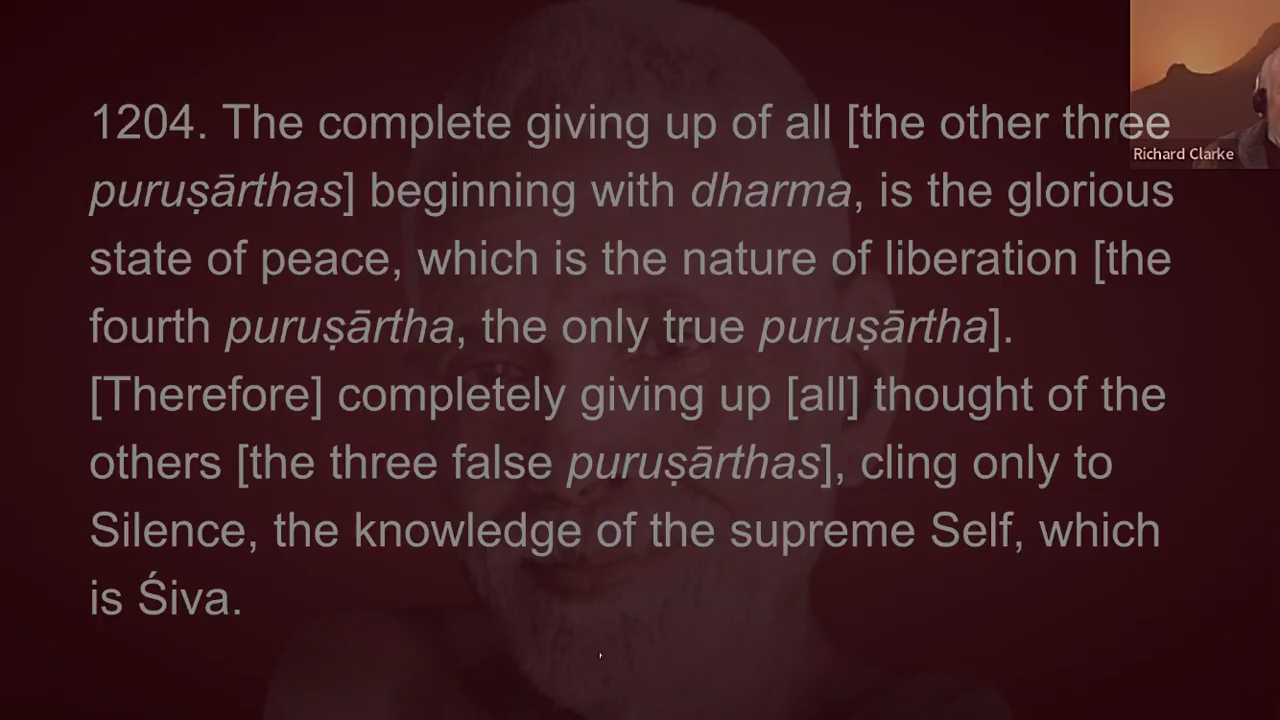 1204. The complete giving up of all [the other three
puruṣārthas] beginning with dharma, is the glorious
state of peace, which is the nature of liberation [the
fourth puruṣārtha, the only true puruṣārtha].
[Therefore] completely giving up [all] thought of the
others [the three false puruṣārthas], cling only to
Silence, the knowledge of the supreme Self, which
is Śiva.
Richard Clarke